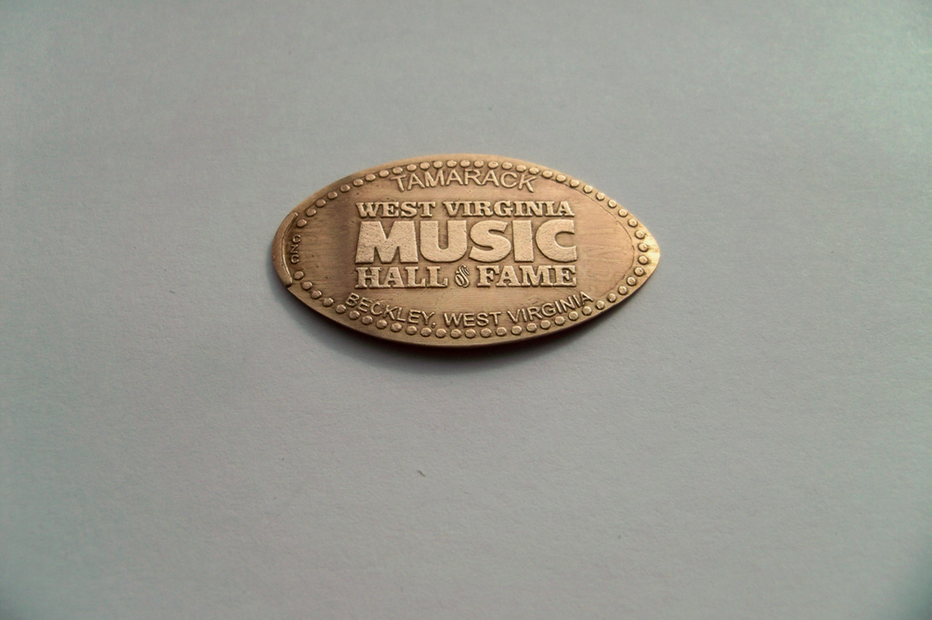 TAMARACK
WEST VIRGINIA
MUSIC
HALL of FAME
BECKLEY, WEST VIRGINIA